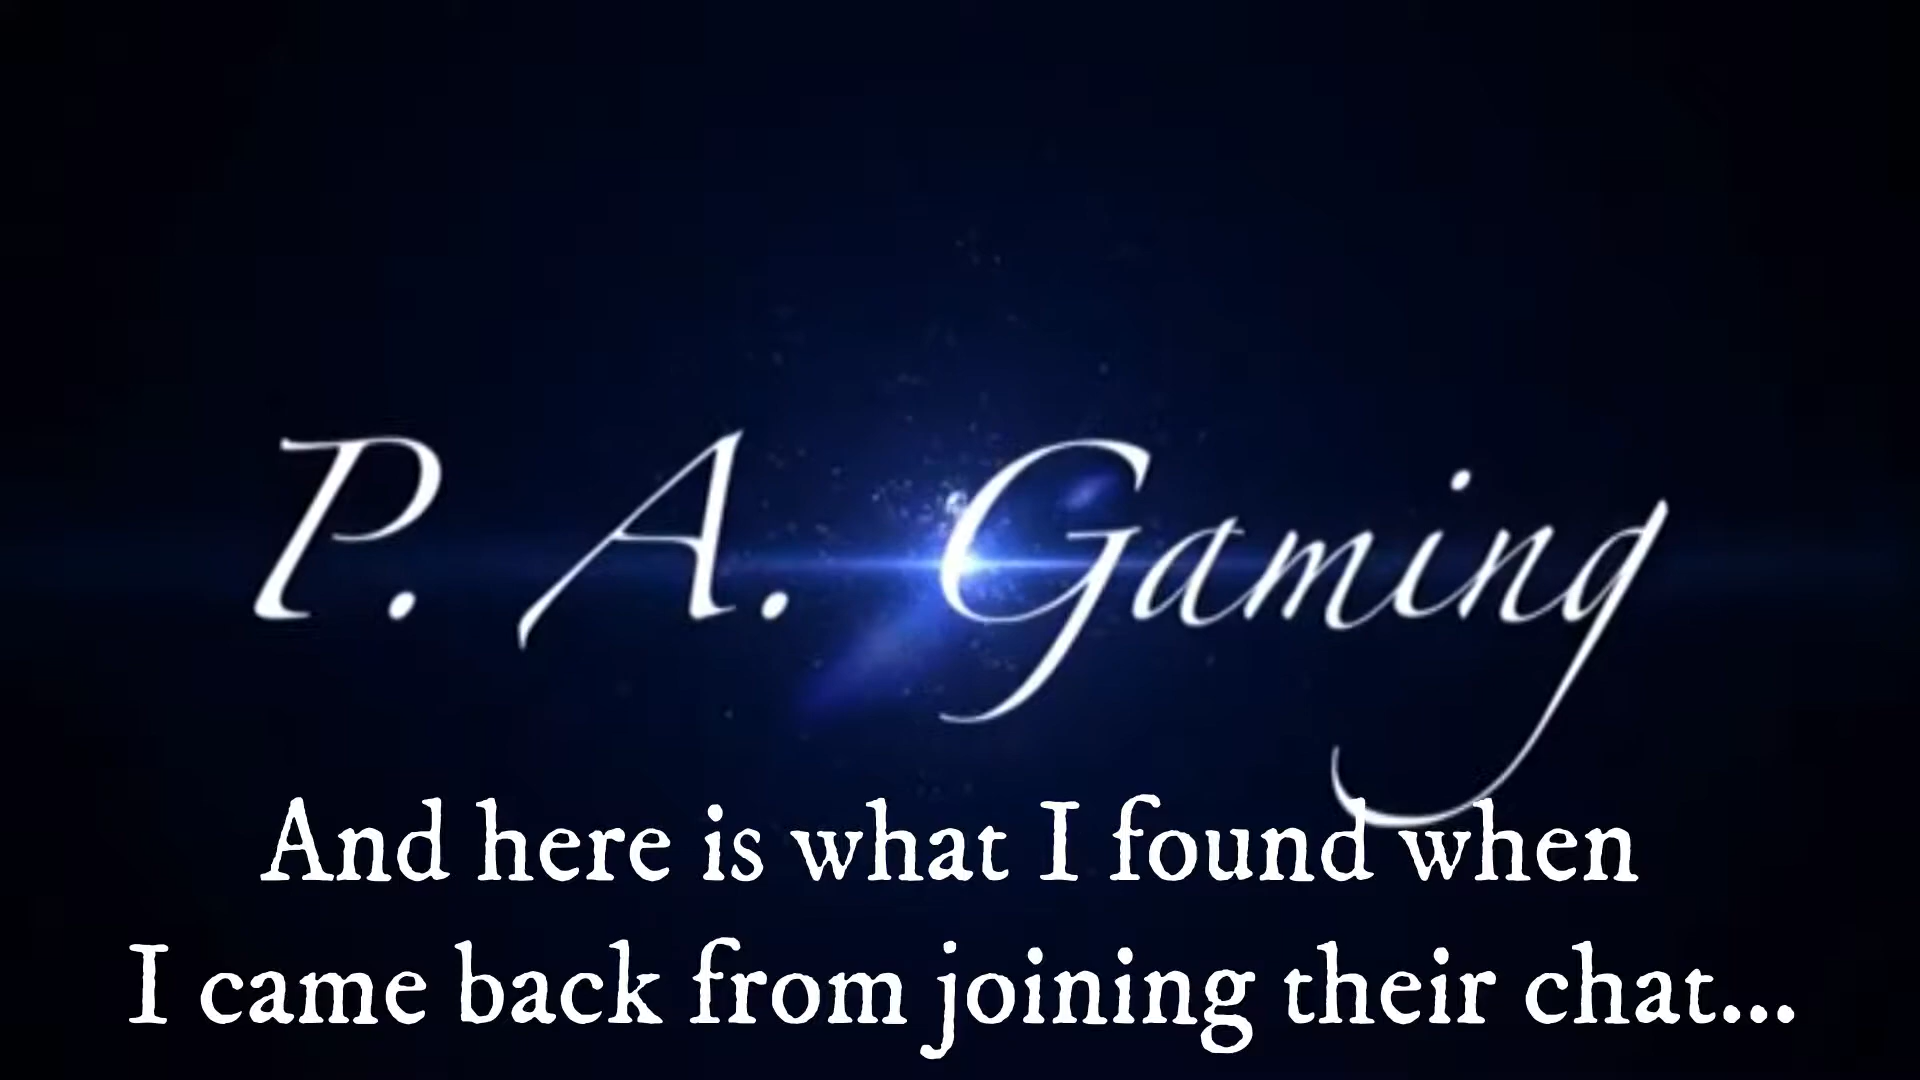 P. A. Gaming
And here is what I found when
I came back from joining their chat...